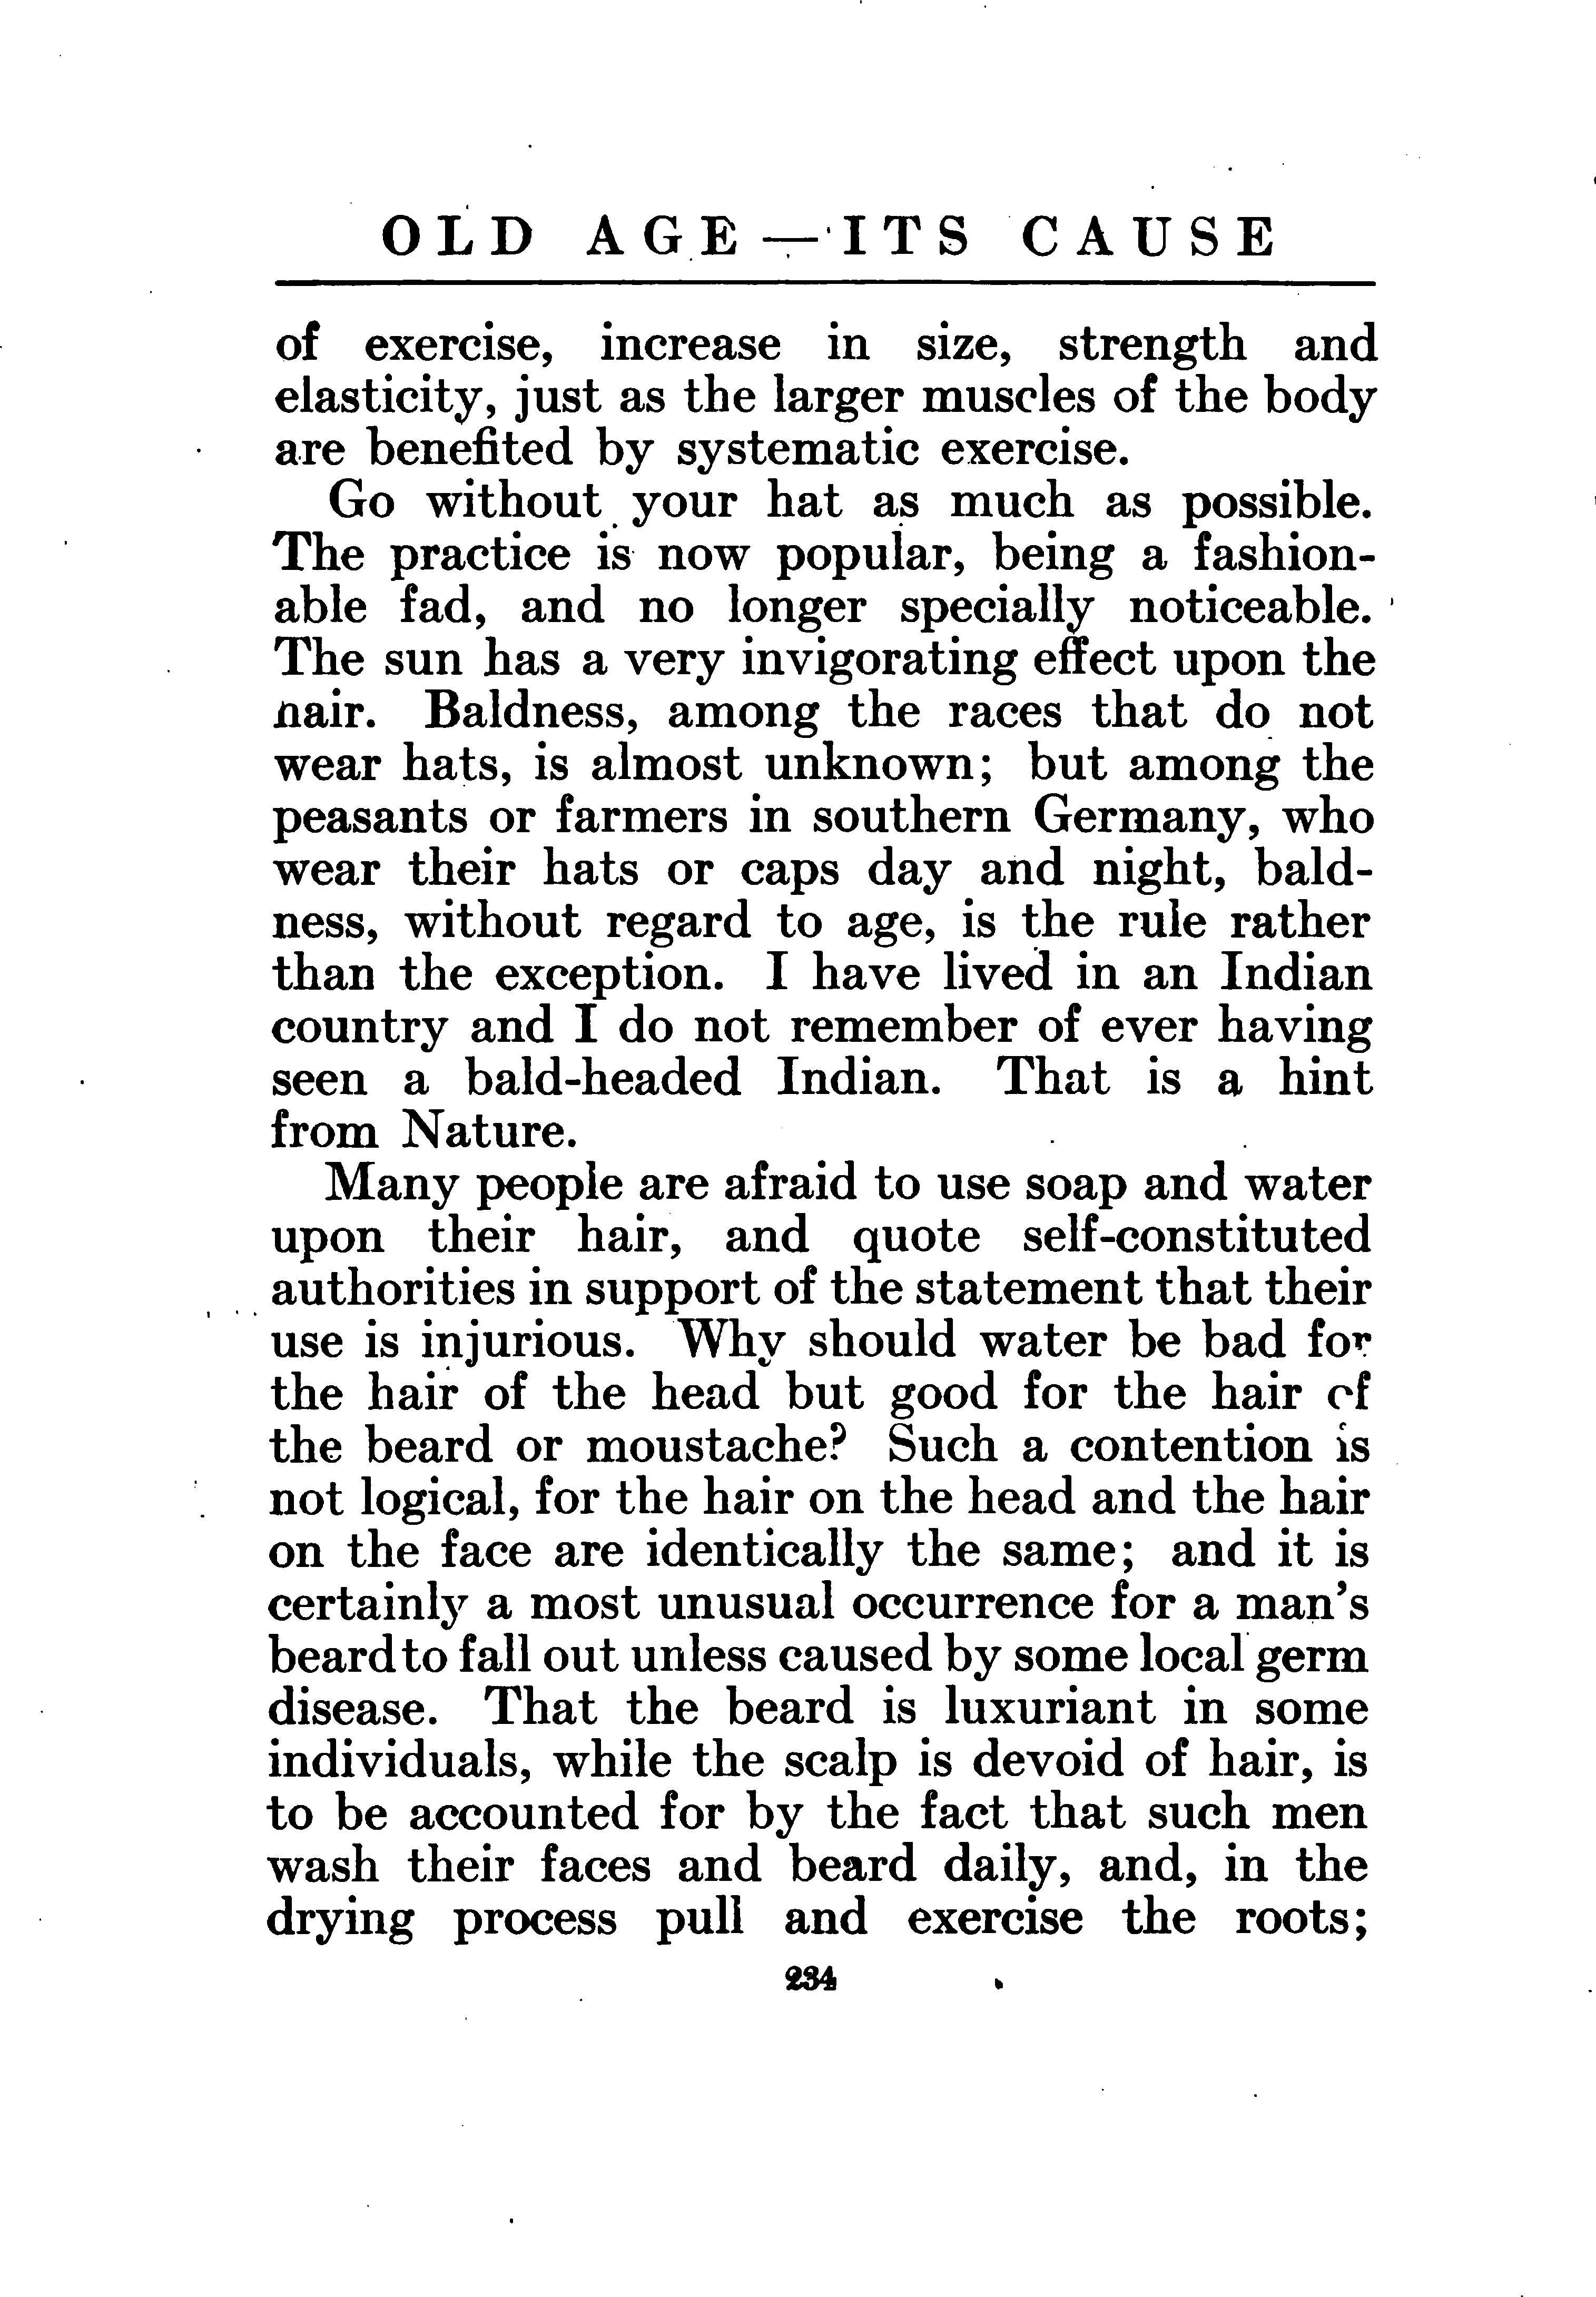 OLD AGE—ITS CAUSE
of exercise, increase in size, strength and
elasticity, just as the larger muscles of the body
are benefited by systematic exercise.
Go without your hat as much as possible.
The practice is now popular, being a fashion-
able fad, and no longer specially noticeable.
The sun has a very invigorating effect upon the
hair. Baldness, among the races that do not
wear hats, is almost unknown; but among the
peasants or farmers in southern Germany, who
wear their hats or caps day and night, bald-
ness, without regard to age, is the rule rather
than the exception. I have lived in an Indian
country and I do not remember of ever having
seen a bald-headed Indian. That is a hint
from Nature.
Many people are afraid to use soap and water
upon their hair, and quote self-constituted
authorities in support of the statement that their
use is injurious. Why should water be bad for
the hair of the head but good for the hair of
the beard or moustache? Such a contention is
not logical, for the hair on the head and the hair
on the face are identically the same; and it is
certainly a most unusual occurrence for a man's
beard to fall out unless caused by some local germ
disease. That the beard is luxuriant in some
individuals, while the scalp is devoid of hair, is
to be accounted for by the fact that such men
wash their faces and beard daily, and, in the
drying process pull and exercise the roots;
234